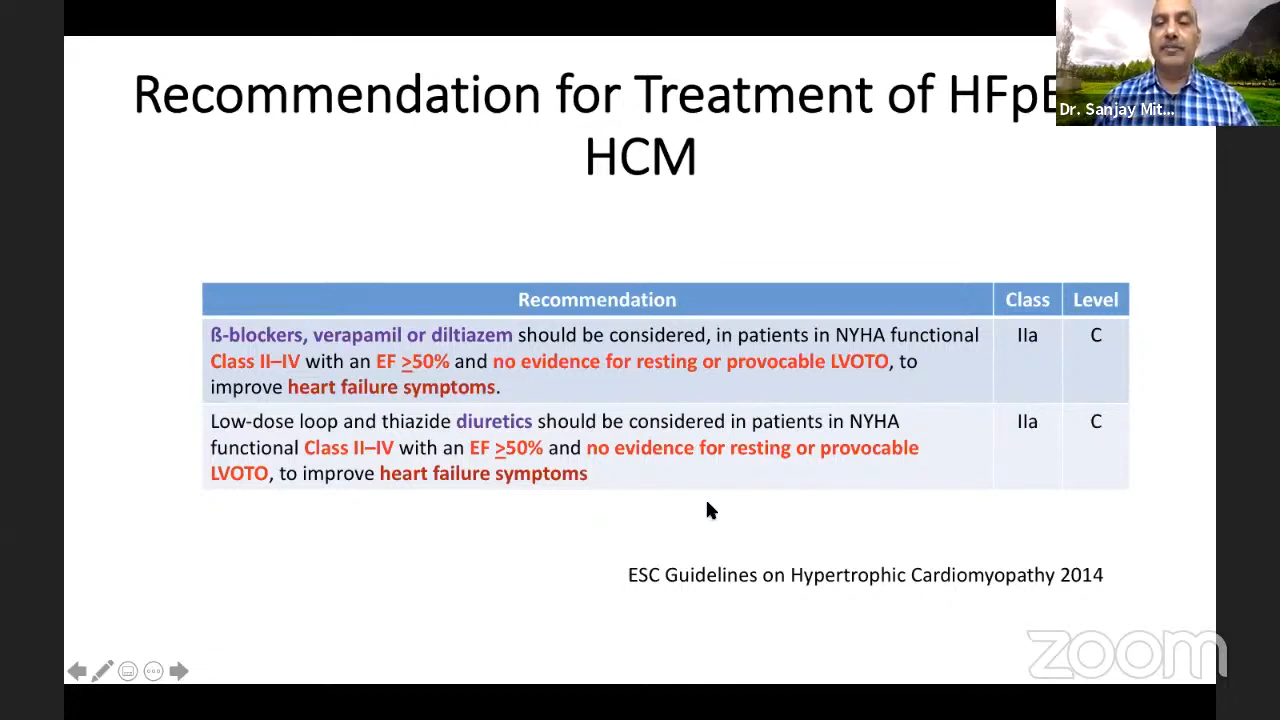 Recommendation for Treatment of HFpE
HCM
Dr. Sanjay Mit...
Recommendation Class Level
ß-blockers, verapamil or diltiazem should be considered, in patients in NYHA functional IIa C
Class II–IV with an EF >50% and no evidence for resting or provocable LVOTO, to
improve heart failure symptoms.
Low-dose loop and thiazide diuretics should be considered in patients in NYHA IIa C
functional Class II–IV with an EF >50% and no evidence for resting or provocable
LVOTO, to improve heart failure symptoms
ESC Guidelines on Hypertrophic Cardiomyopathy 2014
zoom